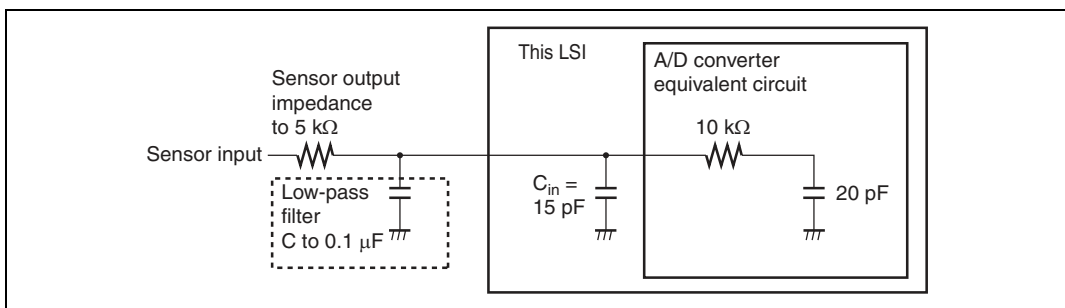 This LSI
A/D converter
equivalent circuit
Sensor output
impedance
to 5 kΩ
10 kΩ
Sensor input
Low-pass
filter
C to 0.1 μF
Cin =
15 pF
20 pF